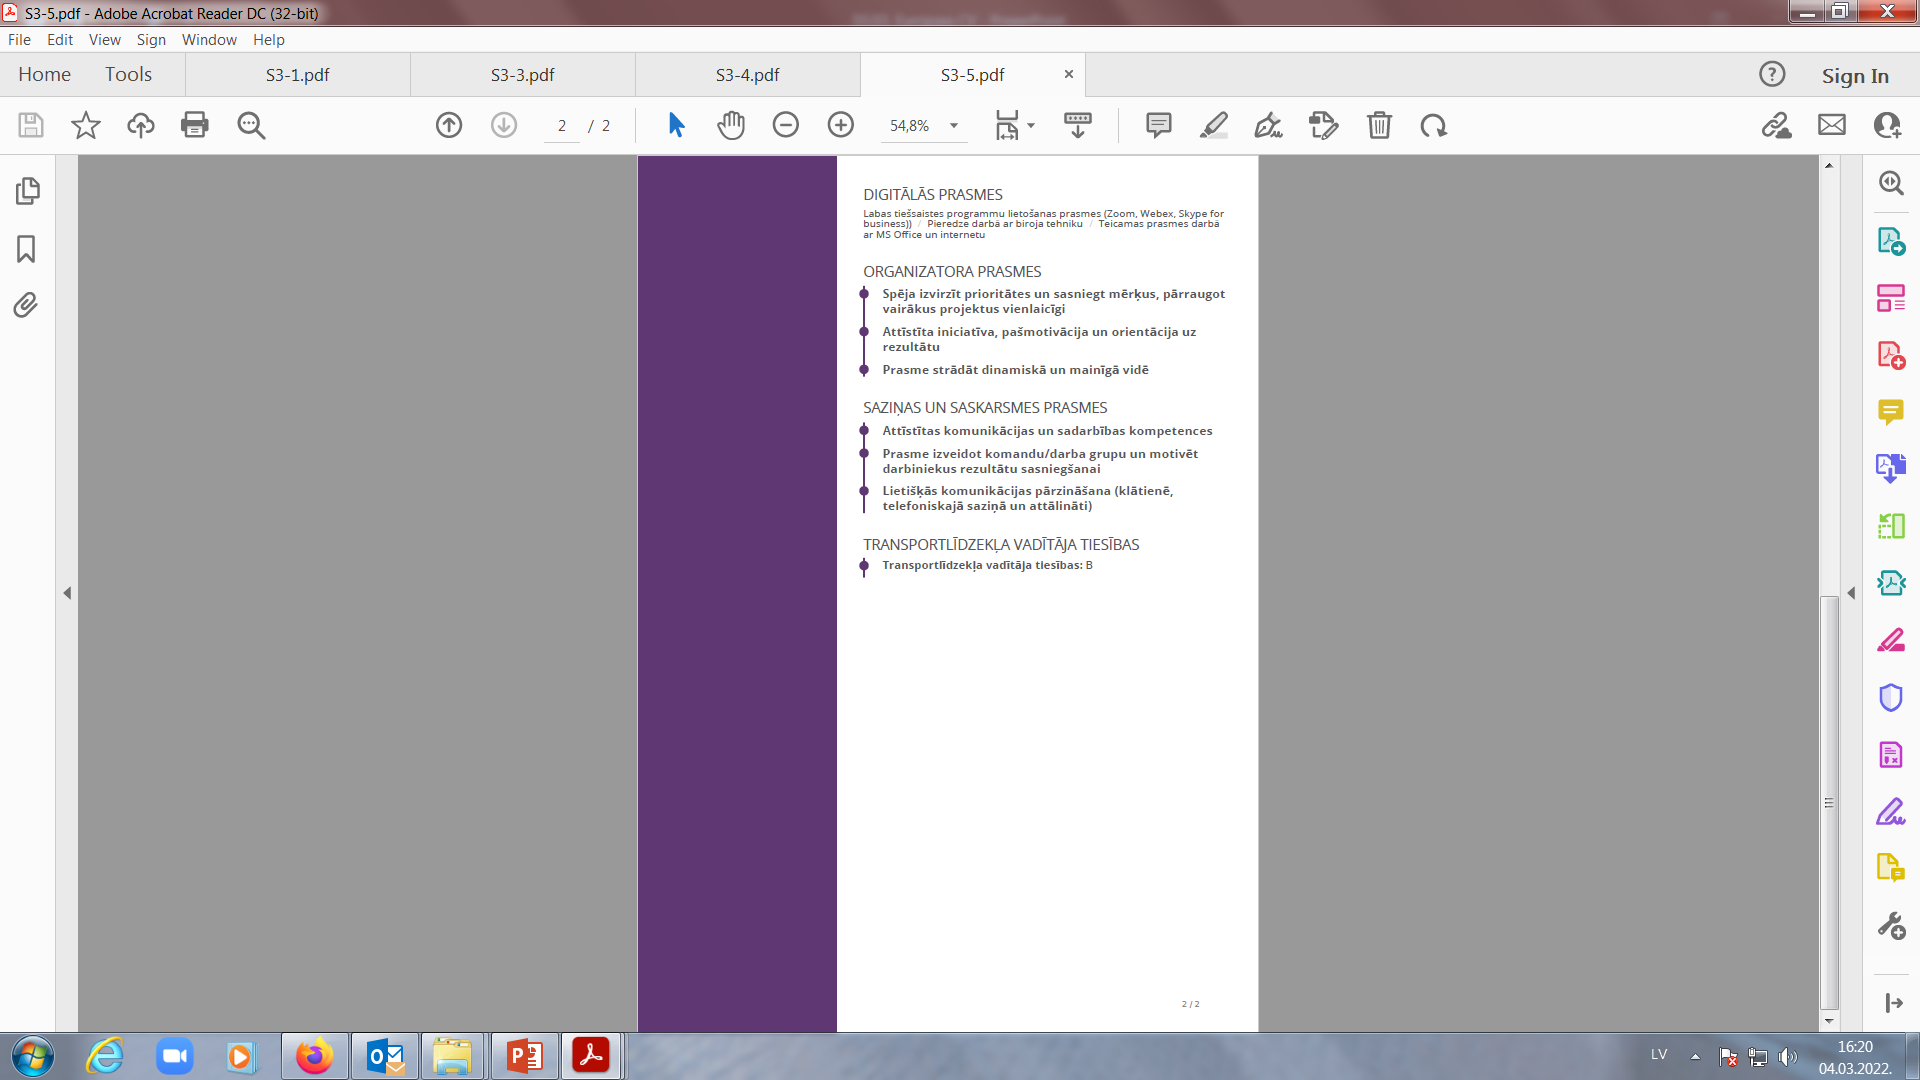 S3-5.pdf - Adobe Acrobat Reader DC (32-bit)
File Edit View Sign Window Help
Home Tools S3-1.pdf S3-3.pdf S3-4.pdf S3-5.pdf Sign In
2 / 2 54,8%
DIGITĀLĀS PRASMES
Labas tiešsaistes programmu lietošanas prasmes (Zoom, Webex, Skype for
business)) / Pieredze darbā ar biroja tehniku / Teicamas prasmes darbā
ar MS Office un internetu
ORGANIZATORA PRASMES
Spēja izvirzīt prioritātes un sasniegt mērķus, pārraugot
vairākus projektus vienlaicīgi
Attīstīta iniciatīva, pašmotivācija un orientācija uz
rezultātu
Prasme strādāt dinamiskā un mainīgā vidē
SAZIŅAS UN SASKARSMES PRASMES
Attīstītas komunikācijas un sadarbības kompetences
Prasme izveidot komandu/darba grupu un motivēt
darbiniekus rezultātu sasniegšanai
Lietišķās komunikācijas pārzināšana (klātienē,
telefoniskajā saziņā un attālināti)
TRANSPORTLĪDZEKĻA VADĪTĀJA TIESĪBAS
Transportlīdzekļa vadītāja tiesības: B
2 / 2
LV
16:20
04.03.2022.